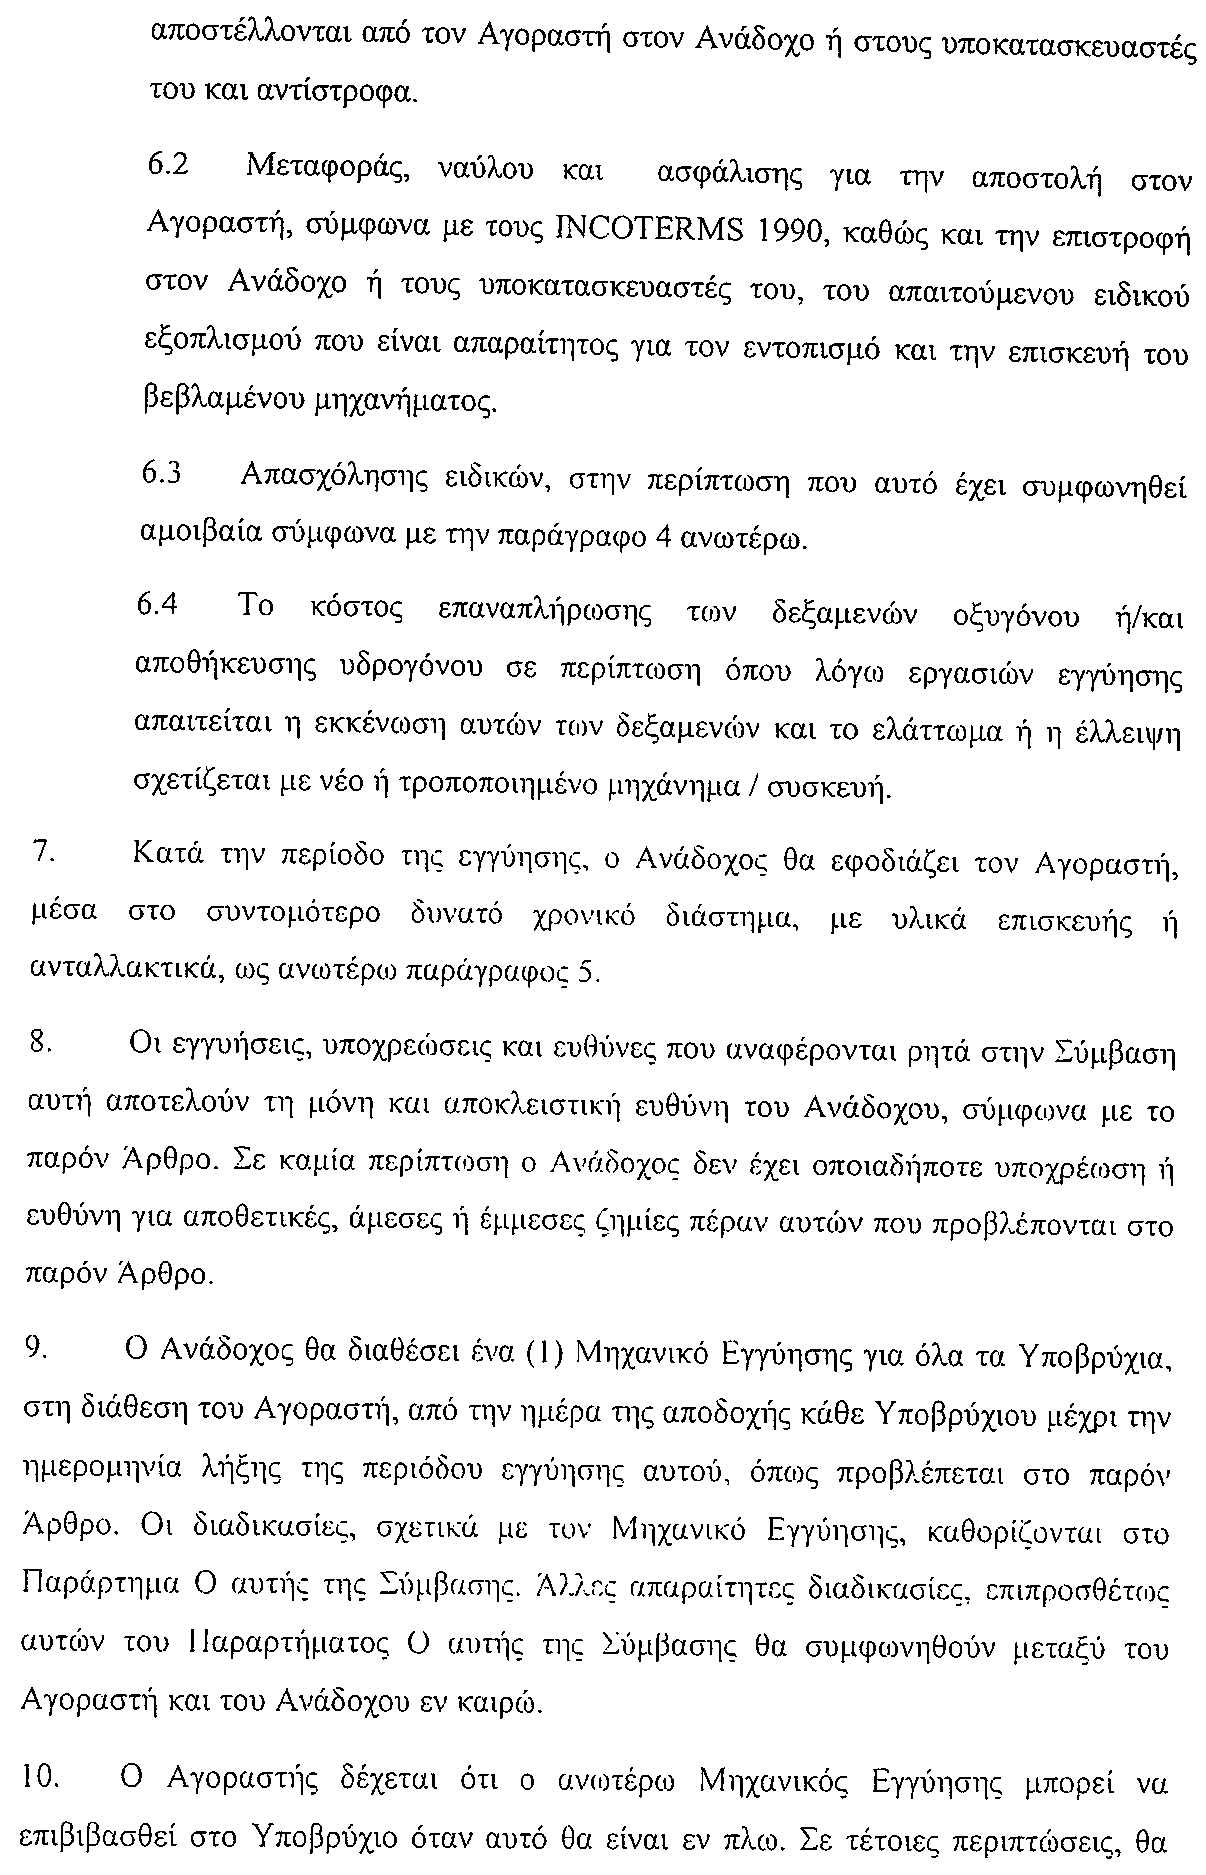 αποστέλλονται από τον Αγοραστή στον Ανάδοχο ή στους υποκατασκευαστές
του και αντίστροφα.
6.2 Μεταφοράς, ναύλου και ασφάλισης για την αποστολή στον
Αγοραστή, σύμφωνα με τους INCOTERMS 1990, καθώς και την επιστροφή
στον Ανάδοχο ή τους υποκατασκευαστές του, του απαιτούμενου ειδικού
εξοπλισμού που είναι απαραίτητος για τον εντοπισμό και την επισκευή του
βεβλαμένου μηχανήματος.
6.3 Απασχόλησης ειδικών, στην περίπτωση που αυτό έχει συμφωνηθεί
αμοιβαία σύμφωνα με την παράγραφο 4 ανωτέρω.
6.4 Το κόστος επαναπλήρωσης των δεξαμενών οξυγόνου ή/και
αποθήκευσης υδρογόνου σε περίπτωση όπου λόγω εργασιών εγγύησης
απαιτείται η εκκένωση αυτών των δεξαμενών και το ελάττωμα ή η έλλειψη
σχετίζεται με νέο ή τροποποιημένο μηχάνημα / συσκευή.
7. Κατά την περίοδο της εγγύησης, ο Ανάδοχος θα εφοδιάζει τον Αγοραστή,
μέσα στο συντομότερο δυνατό χρονικό διάστημα, με υλικά επισκευής ή
ανταλλακτικά, ως ανωτέρω παράγραφος 5.
8. Οι εγγυήσεις, υποχρεώσεις και ευθύνες που αναφέρονται ρητά στην Σύμβαση
αυτή αποτελούν τη μόνη και αποκλειστική ευθύνη του Ανάδοχου, σύμφωνα με το
παρόν Άρθρο. Σε καμία περίπτωση ο Ανάδοχος δεν έχει οποιαδήποτε υποχρέωση ή
ευθύνη για αποθετικές, άμεσες ή έμμεσες ζημίες πέραν αυτών που προβλέπονται στο
παρόν Άρθρο.
9. Ο Ανάδοχος θα διαθέσει ένα (1) Μηχανικό Εγγύησης για όλα τα Υποβρύχια,
στη διάθεση του Αγοραστή, από την ημέρα της αποδοχής κάθε Υποβρύχιου μέχρι την
ημερομηνία λήξης της περιόδου εγγύησης αυτού, όπως προβλέπεται στο παρόν
Άρθρο. Οι διαδικασίες, σχετικά με τον Μηχανικό Εγγύησης, καθορίζονται στο
Παράρτημα Ο αυτής της Σύμβασης. Άλλες απαραίτητες διαδικασίες, επιπροσθέτως
αυτών του Παραρτήματος Ο αυτής της Σύμβασης θα συμφωνηθούν μεταξύ του
Αγοραστή και του Ανάδοχου εν καιρώ.
10. Ο Αγοραστής δέχεται ότι ο ανωτέρω Μηχανικός Εγγύησης μπορεί να
επιβιβασθεί στο Υποβρύχιο όταν αυτό θα είναι εν πλω. Σε τέτοιες περιπτώσεις, θα